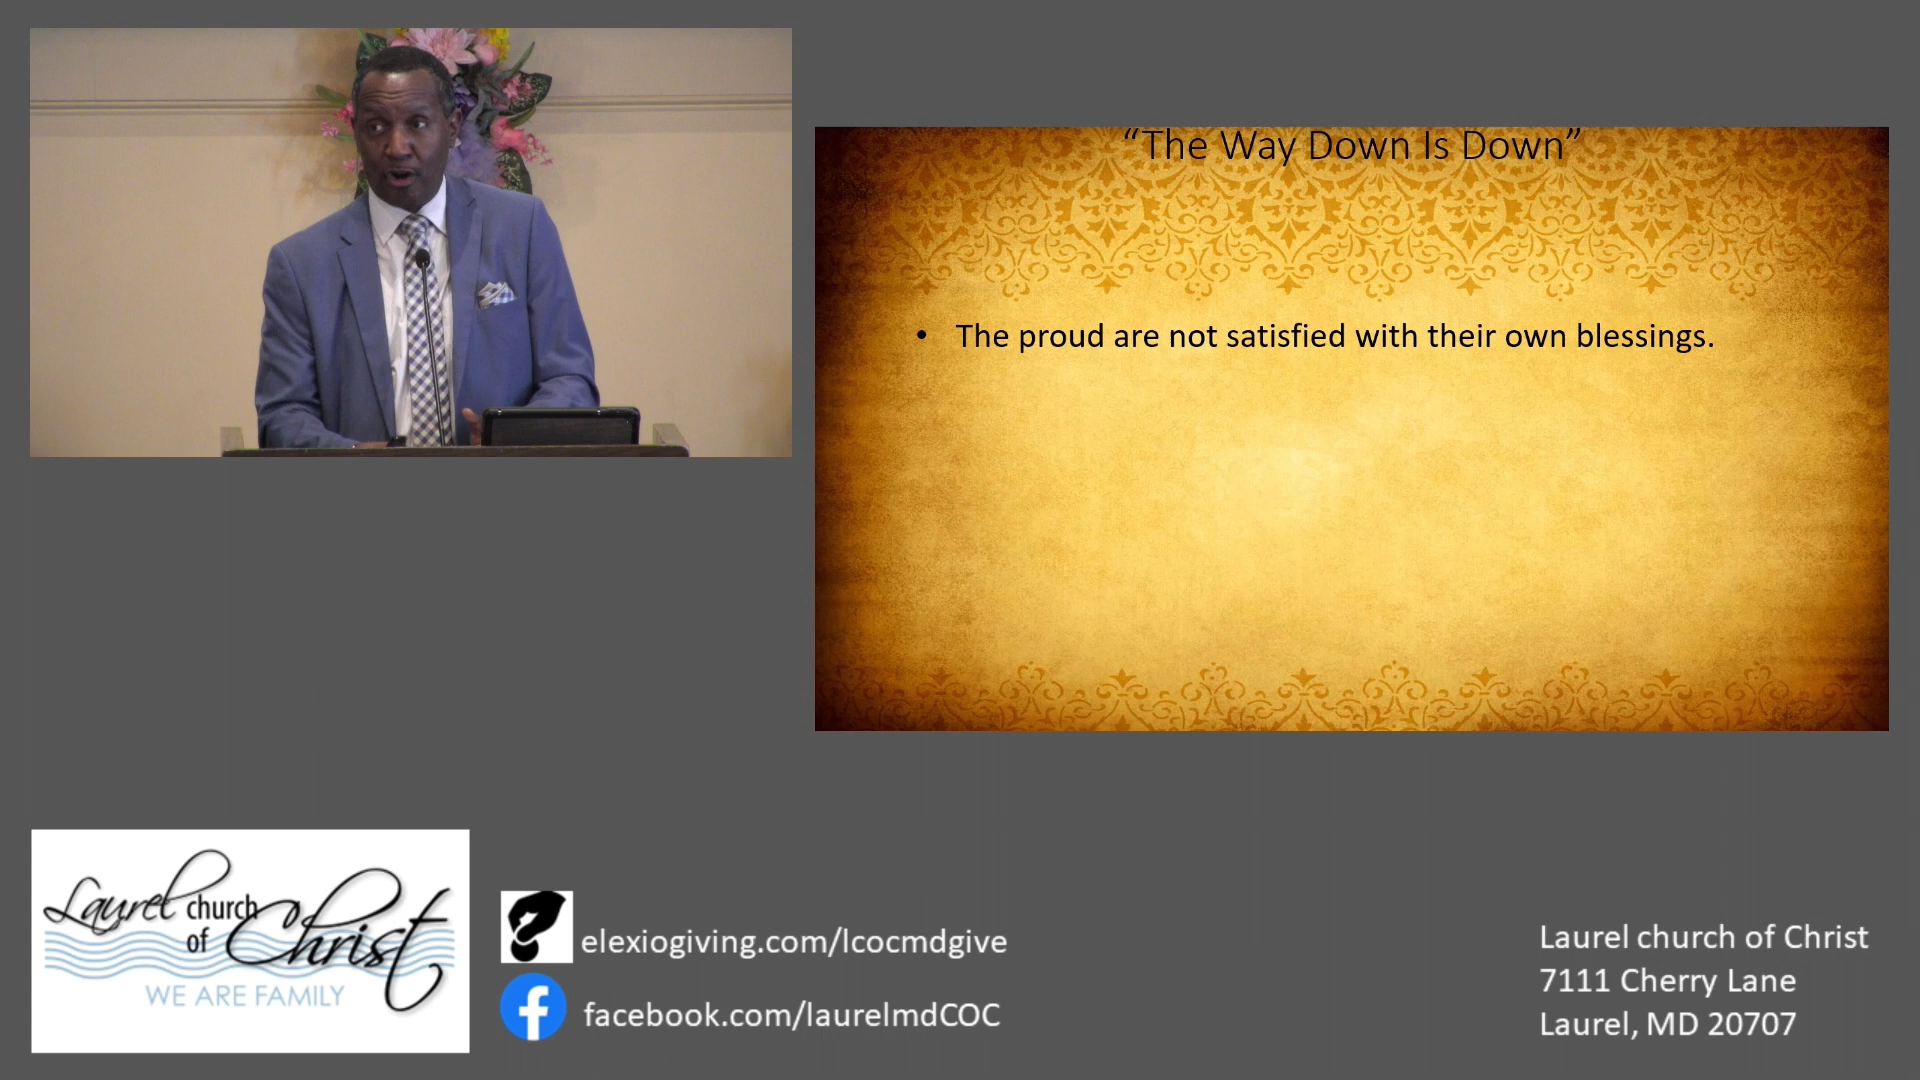 “The Way Down Is Down”
• The proud are not satisfied with their own blessings.
Laurel church
of Christ
WE ARE FAMILY
elexiogiving.com/lcocmdgive
facebook.com/laurelmdCOC
Laurel church of Christ
7111 Cherry Lane
Laurel, MD 20707